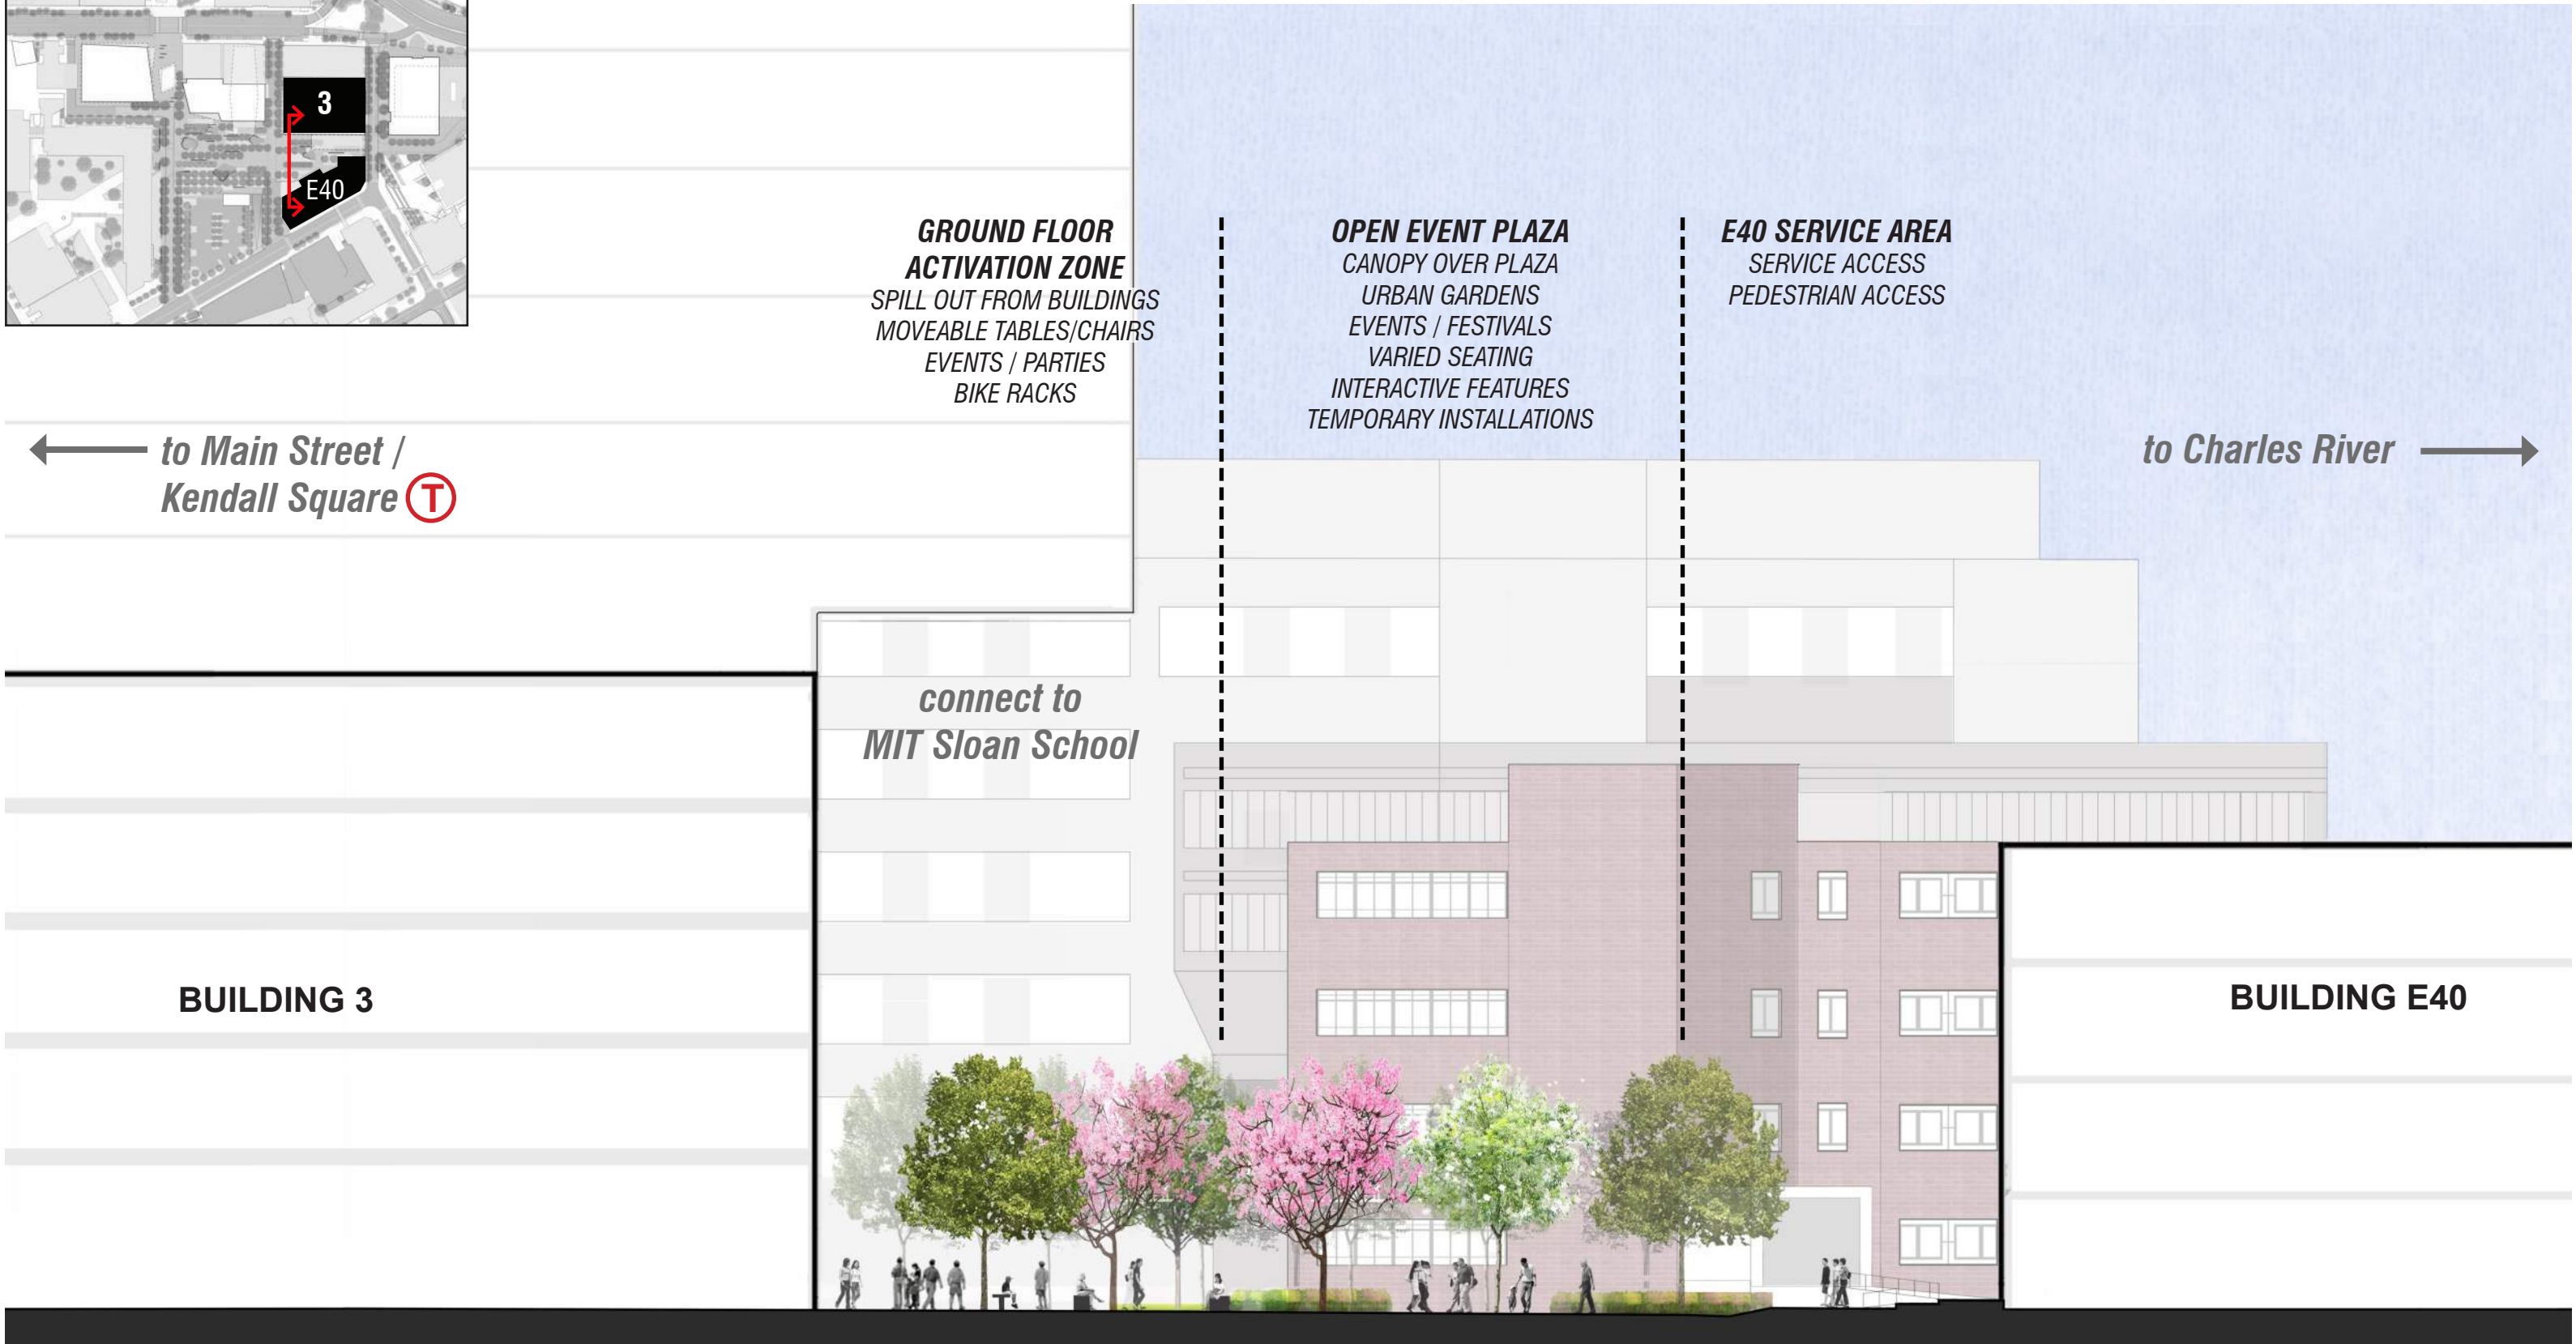 3
E40
GROUND FLOOR
ACTIVATION ZONE
SPILL OUT FROM BUILDINGS
MOVEABLE TABLES/CHAIRS
EVENTS / PARTIES
BIKE RACKS
OPEN EVENT PLAZA
CANOPY OVER PLAZA
URBAN GARDENS
EVENTS / FESTIVALS
VARIED SEATING
INTERACTIVE FEATURES
TEMPORARY INSTALLATIONS
E40 SERVICE AREA
SERVICE ACCESS
PEDESTRIAN ACCESS
to Main Street /
Kendall Square T
to Charles River
connect to
MIT Sloan School
BUILDING 3
BUILDING E40